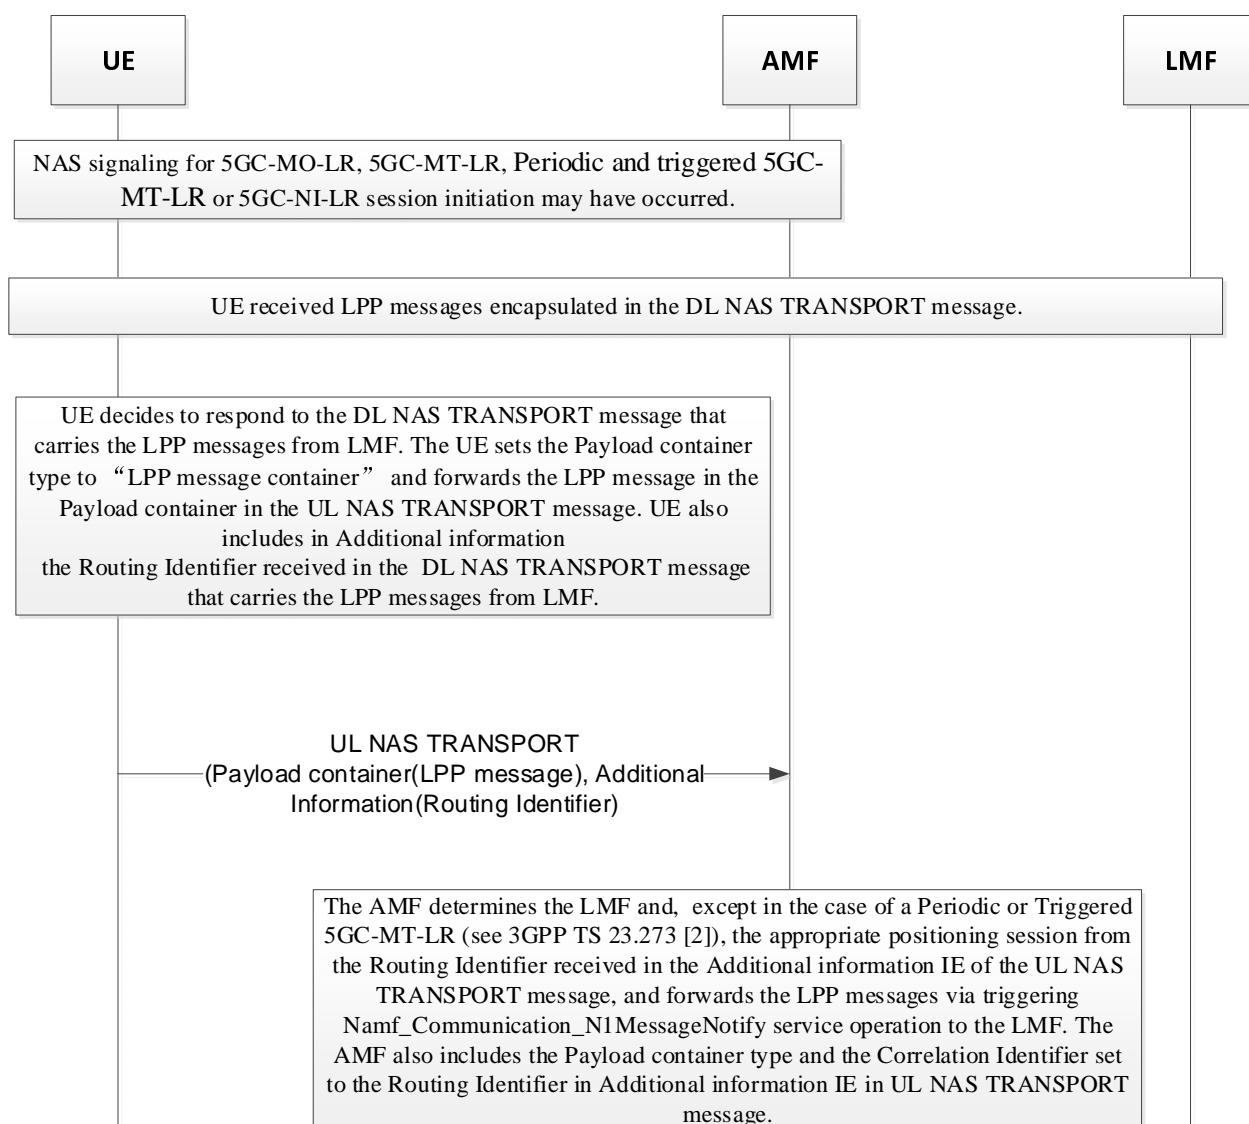 UE
AMF
LMF
NAS signaling for 5GC-MO-LR, 5GC-MT-LR, Periodic and triggered 5GC-
MT-LR or 5GC-NI-LR session initiation may have occurred.
UE received LPP messages encapsulated in the DL NAS TRANSPORT message.
UE decides to respond to the DL NAS TRANSPORT message that
carries the LPP messages from LMF. The UE sets the Payload container
type to “LPP message container” and forwards the LPP message in the
Payload container in the UL NAS TRANSPORT message. UE also
includes in Additional information
the Routing Identifier received in the DL NAS TRANSPORT message
that carries the LPP messages from LMF.
UL NAS TRANSPORT
(Payload container(LPP message), Additional
Information(Routing Identifier)
The AMF determines the LMF and, except in the case of a Periodic or Triggered
5GC-MT-LR (see 3GPP TS 23.273 [2]), the appropriate positioning session from
the Routing Identifier received in the Additional information IE of the UL NAS
TRANSPORT message, and forwards the LPP messages via triggering
Namf_Communication_N1MessageNotify service operation to the LMF. The
AMF also includes the Payload container type and the Correlation Identifier set
to the Routing Identifier in Additional information IE in UL NAS TRANSPORT
message.